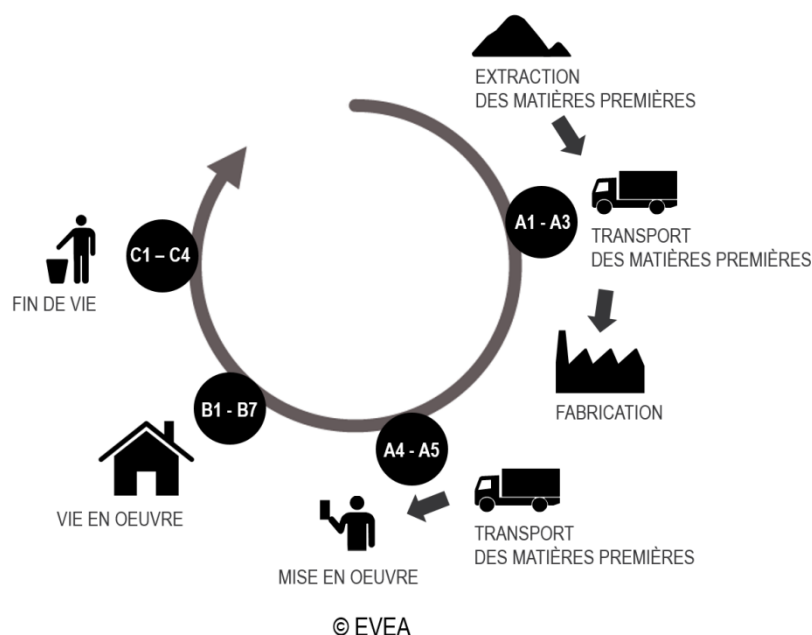 EXTRACTION
DES MATIÈRES PREMIÈRES
A1 - A3
TRANSPORT
DES MATIÈRES PREMIÈRES
FABRICATION
A4 - A5
TRANSPORT
DES MATIÈRES PREMIÈRES
MISE EN OEUVRE
B1 - B7
VIE EN OEUVRE
C1 – C4
FIN DE VIE
© EVEA